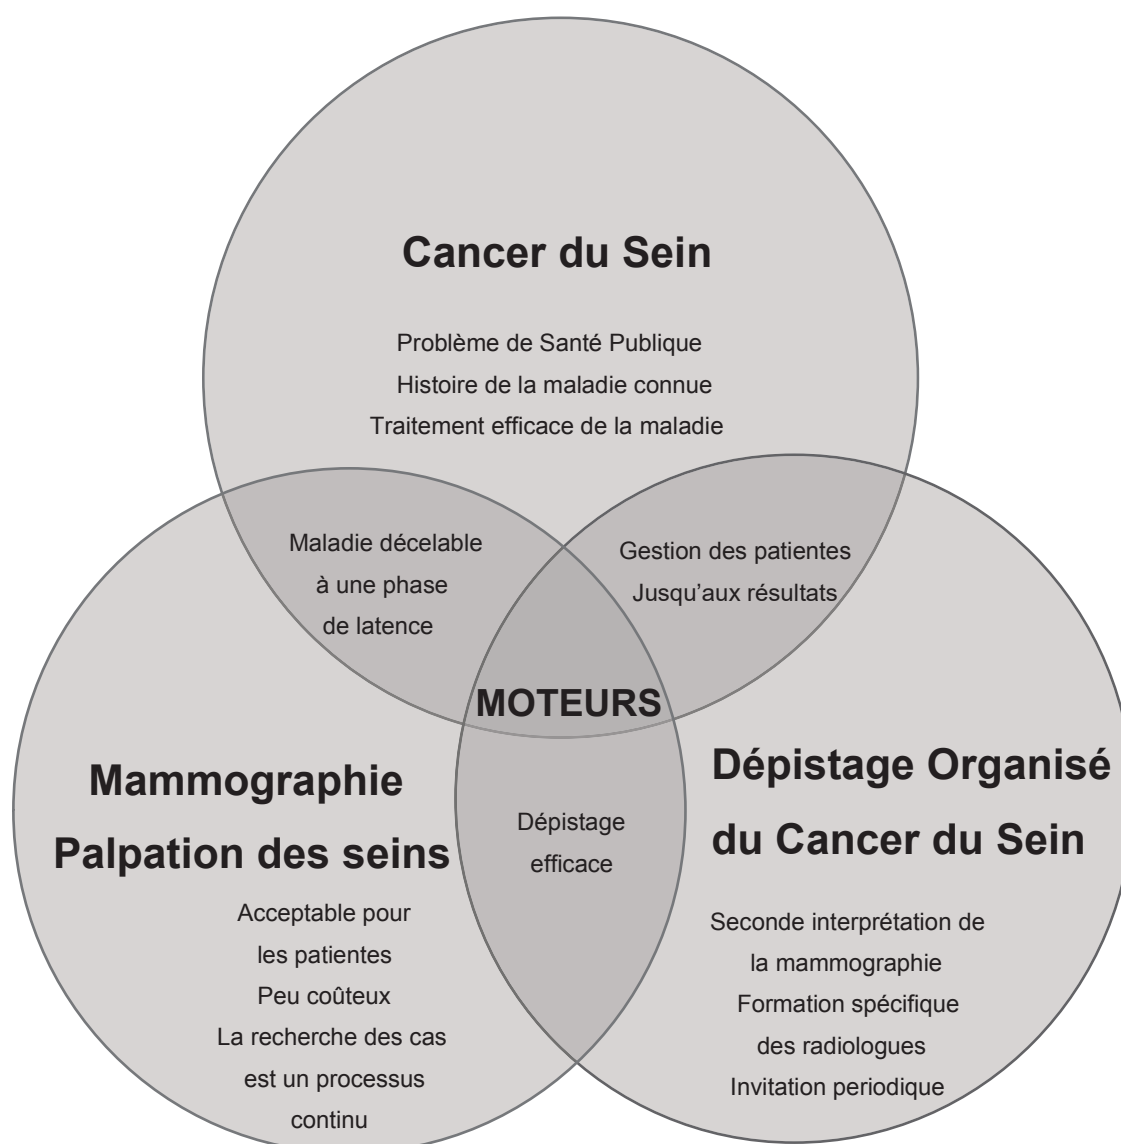 Cancer du Sein
Problème de Santé Publique
Histoire de la maladie connue
Traitement efficace de la maladie
Maladie décelable
à une phase
de latence
Gestion des patientes
Jusqu’aux résultats
MOTEURS
Mammographie
Palpation des seins
Acceptable pour
les patientes
Peu coûteux
La recherche des cas
est un processus
continu
Dépistage
efficace
Dépistage Organisé
du Cancer du Sein
Seconde interprétation de
la mammographie
Formation spécifique
des radiologues
Invitation periodique